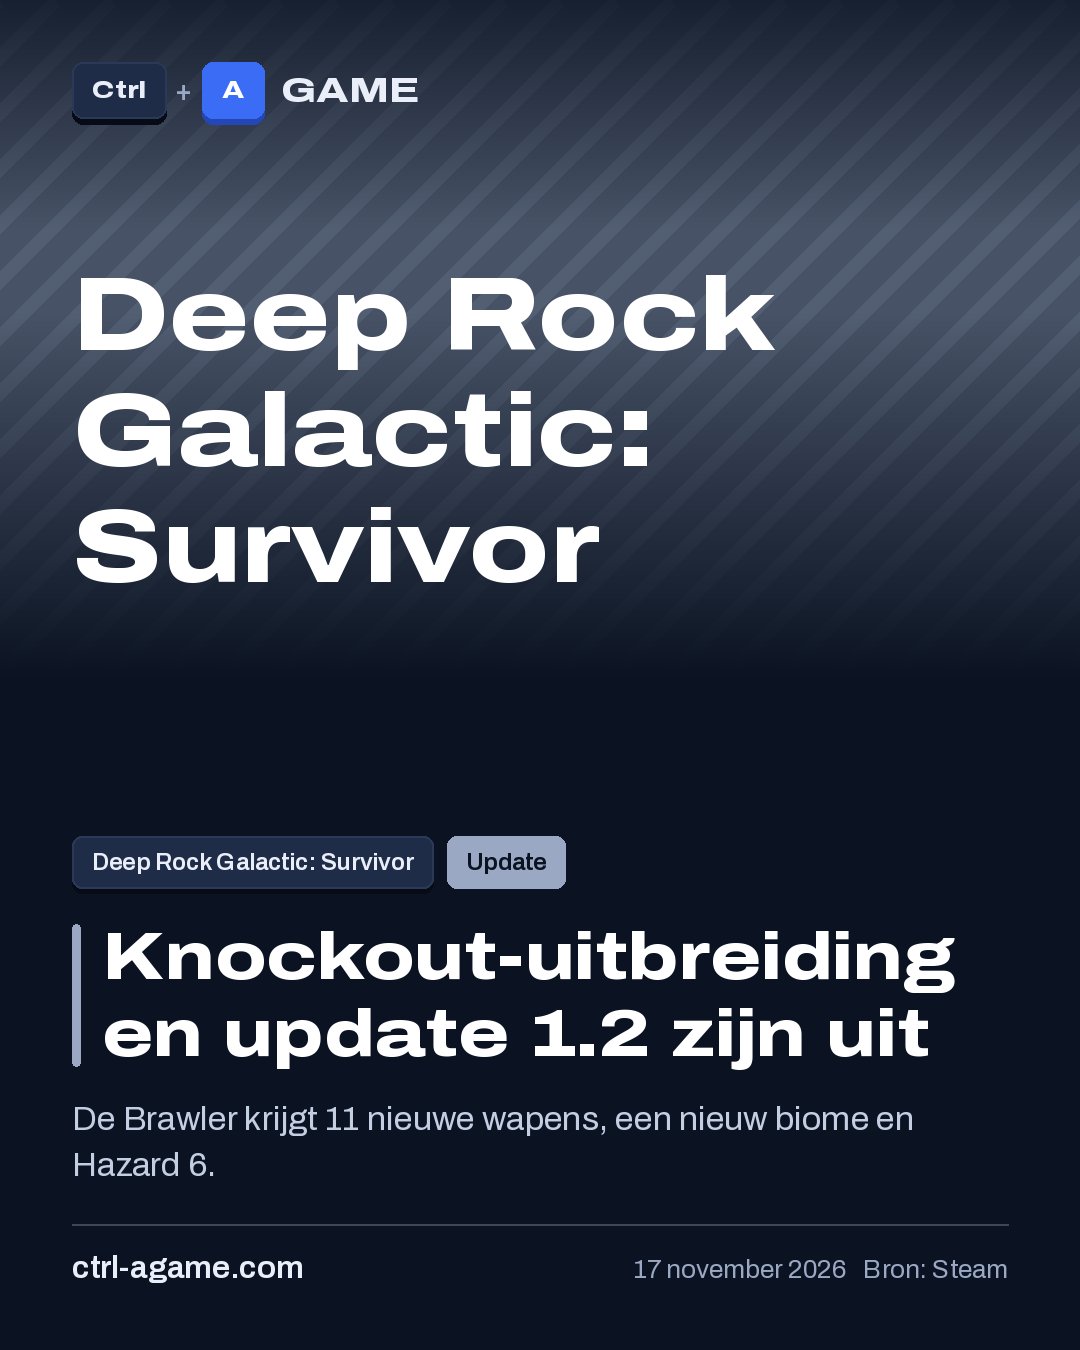 Ctrl + A GAME
Deep Rock
Galactic:
Survivor
Deep Rock Galactic: Survivor Update
Knockout-uitbreiding
en update 1.2 zijn uit
De Brawler krijgt 11 nieuwe wapens, een nieuw biome en
Hazard 6.
ctrl-agame.com 17 november 2026 Bron: Steam